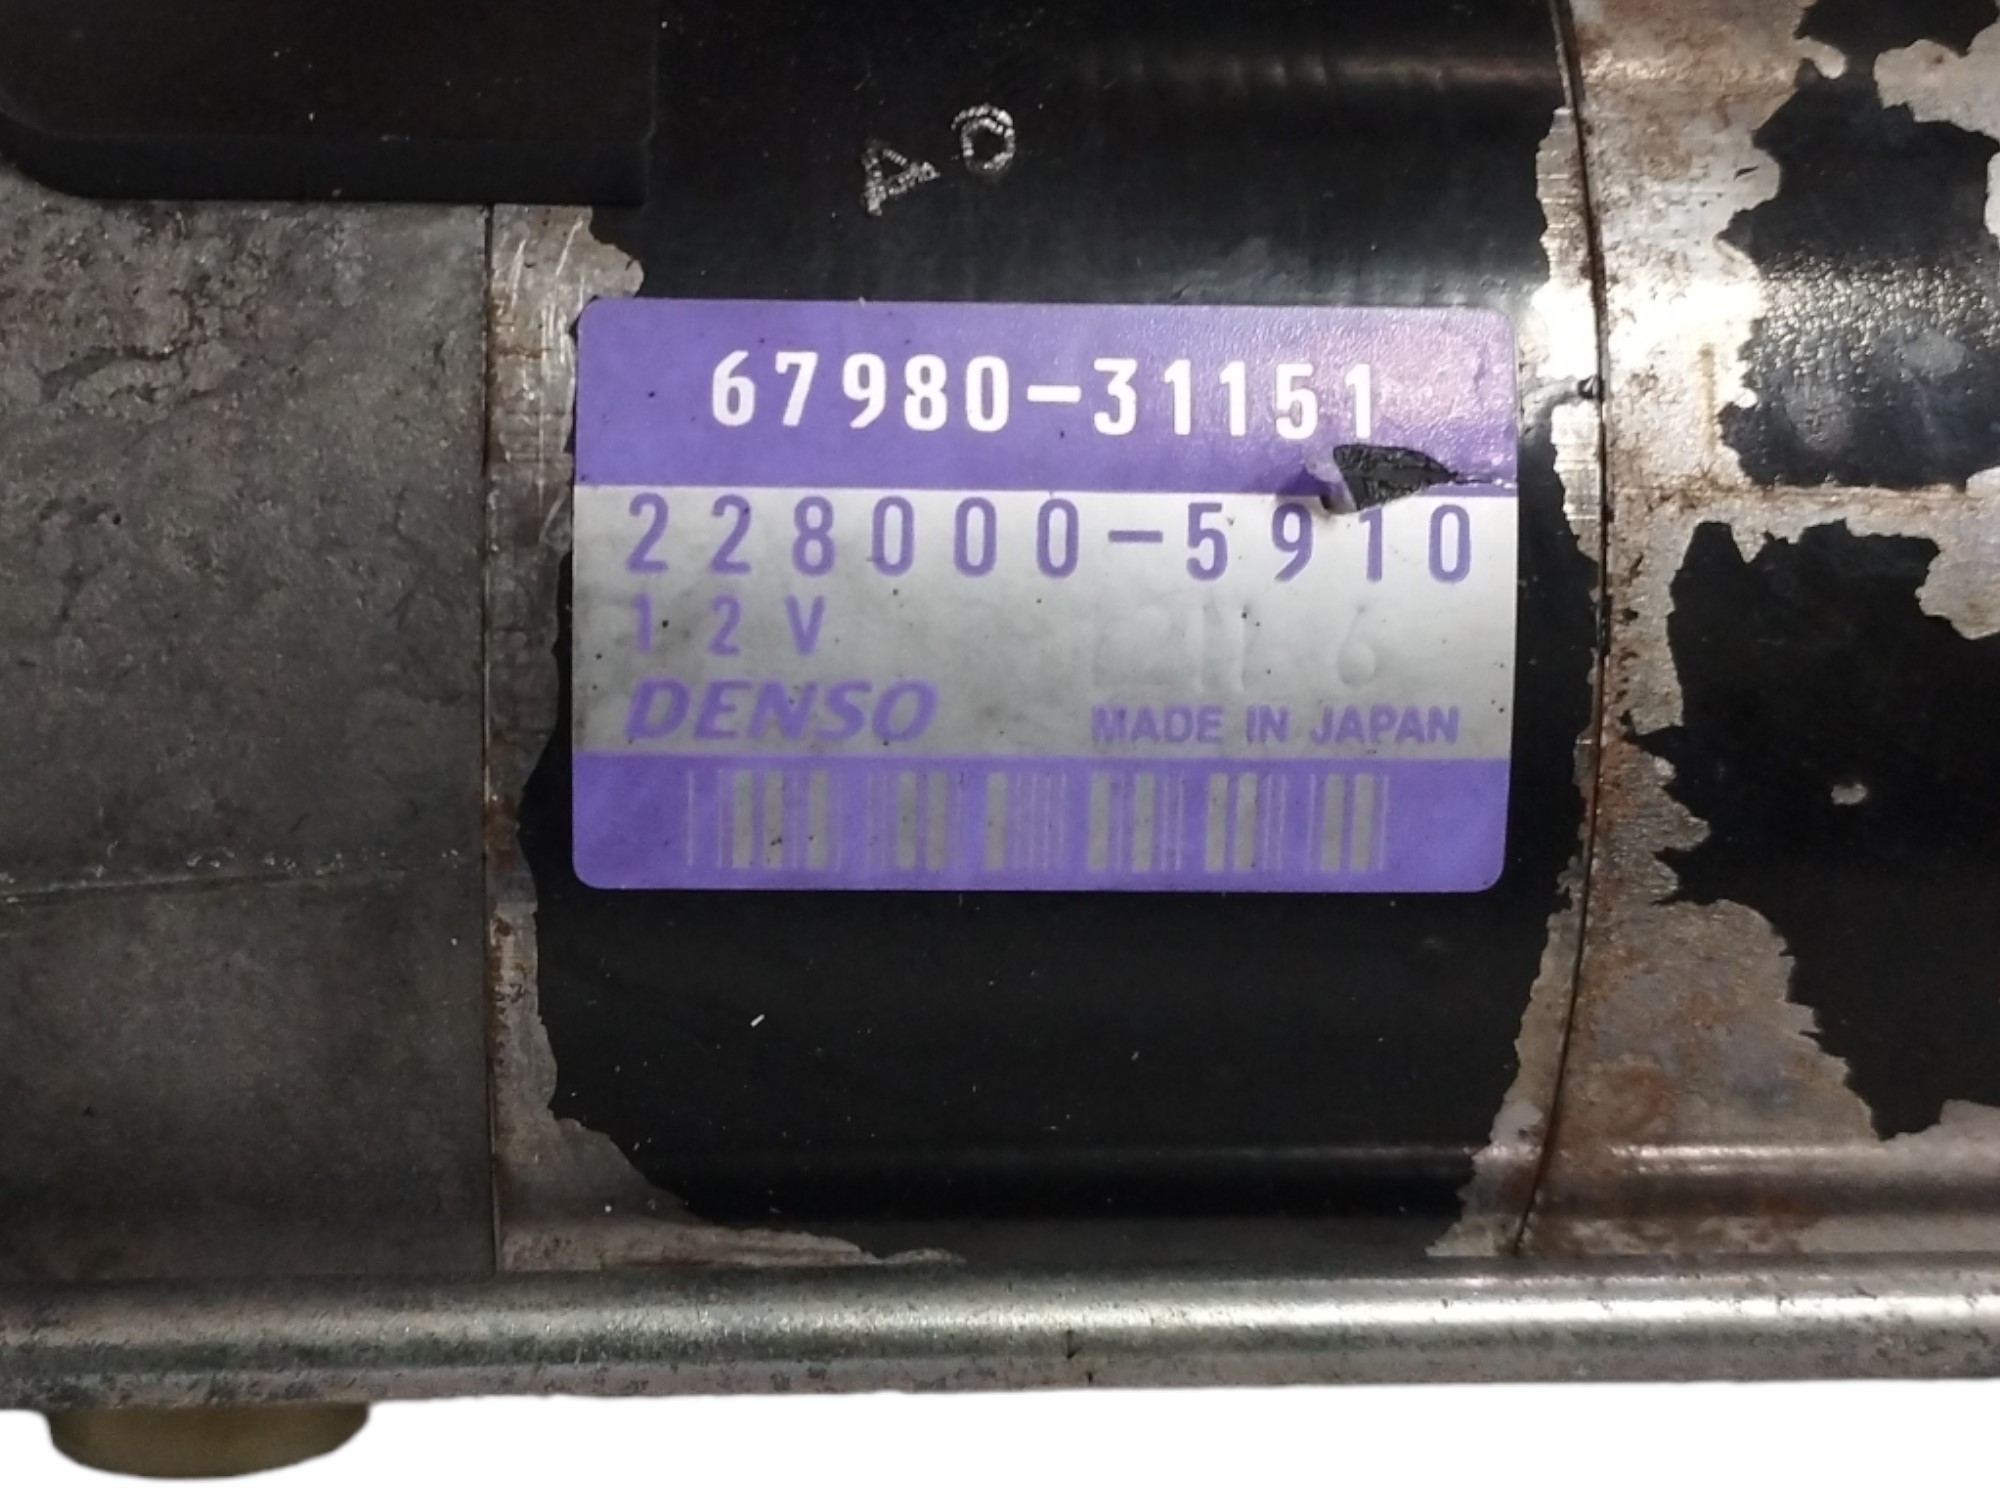 67980-31151
228000-5910
12V
DENSO MADE IN JAPAN